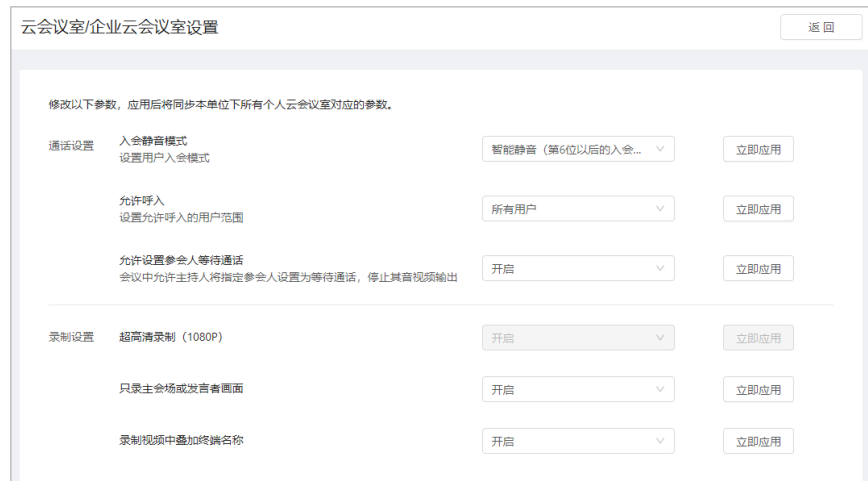 云会议室/企业云会议室设置
返 回
修改以下参数，应用后将同步本单位下所有个人云会议室对应的参数。
通话设置
入会静音模式
设置用户入会模式
智能静音（第6位以后的入会...
立即应用
允许呼入
设置允许呼入的用户范围
所有用户
立即应用
允许设置参会人等待通话
会议中允许主持人将指定参会人设置为等待通话，停止其音视频输出
开启
立即应用
录制设置
超高清录制（1080P）
开启
立即应用
只录主会场或发言者画面
开启
立即应用
录制视频中叠加终端名称
开启
立即应用